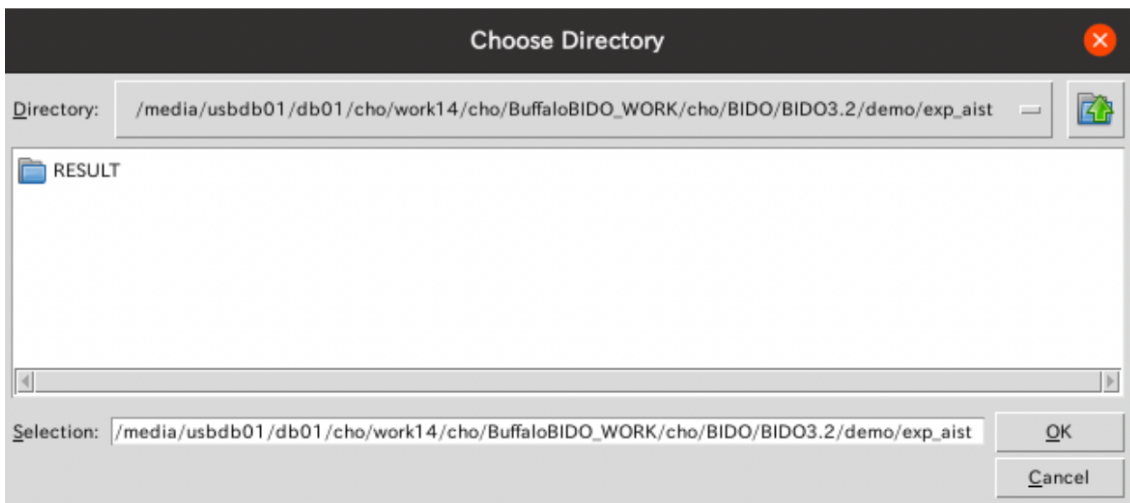 Choose Directory
Directory: /media/usbdb01/db01/cho/work14/cho/BuffaloBIDO_WORK/cho/BIDO/BIDO3.2/demo/exp_aist
RESULT
Selection: /media/usbdb01/db01/cho/work14/cho/BuffaloBIDO_WORK/cho/BIDO/BIDO3.2/demo/exp_aist OK
Cancel